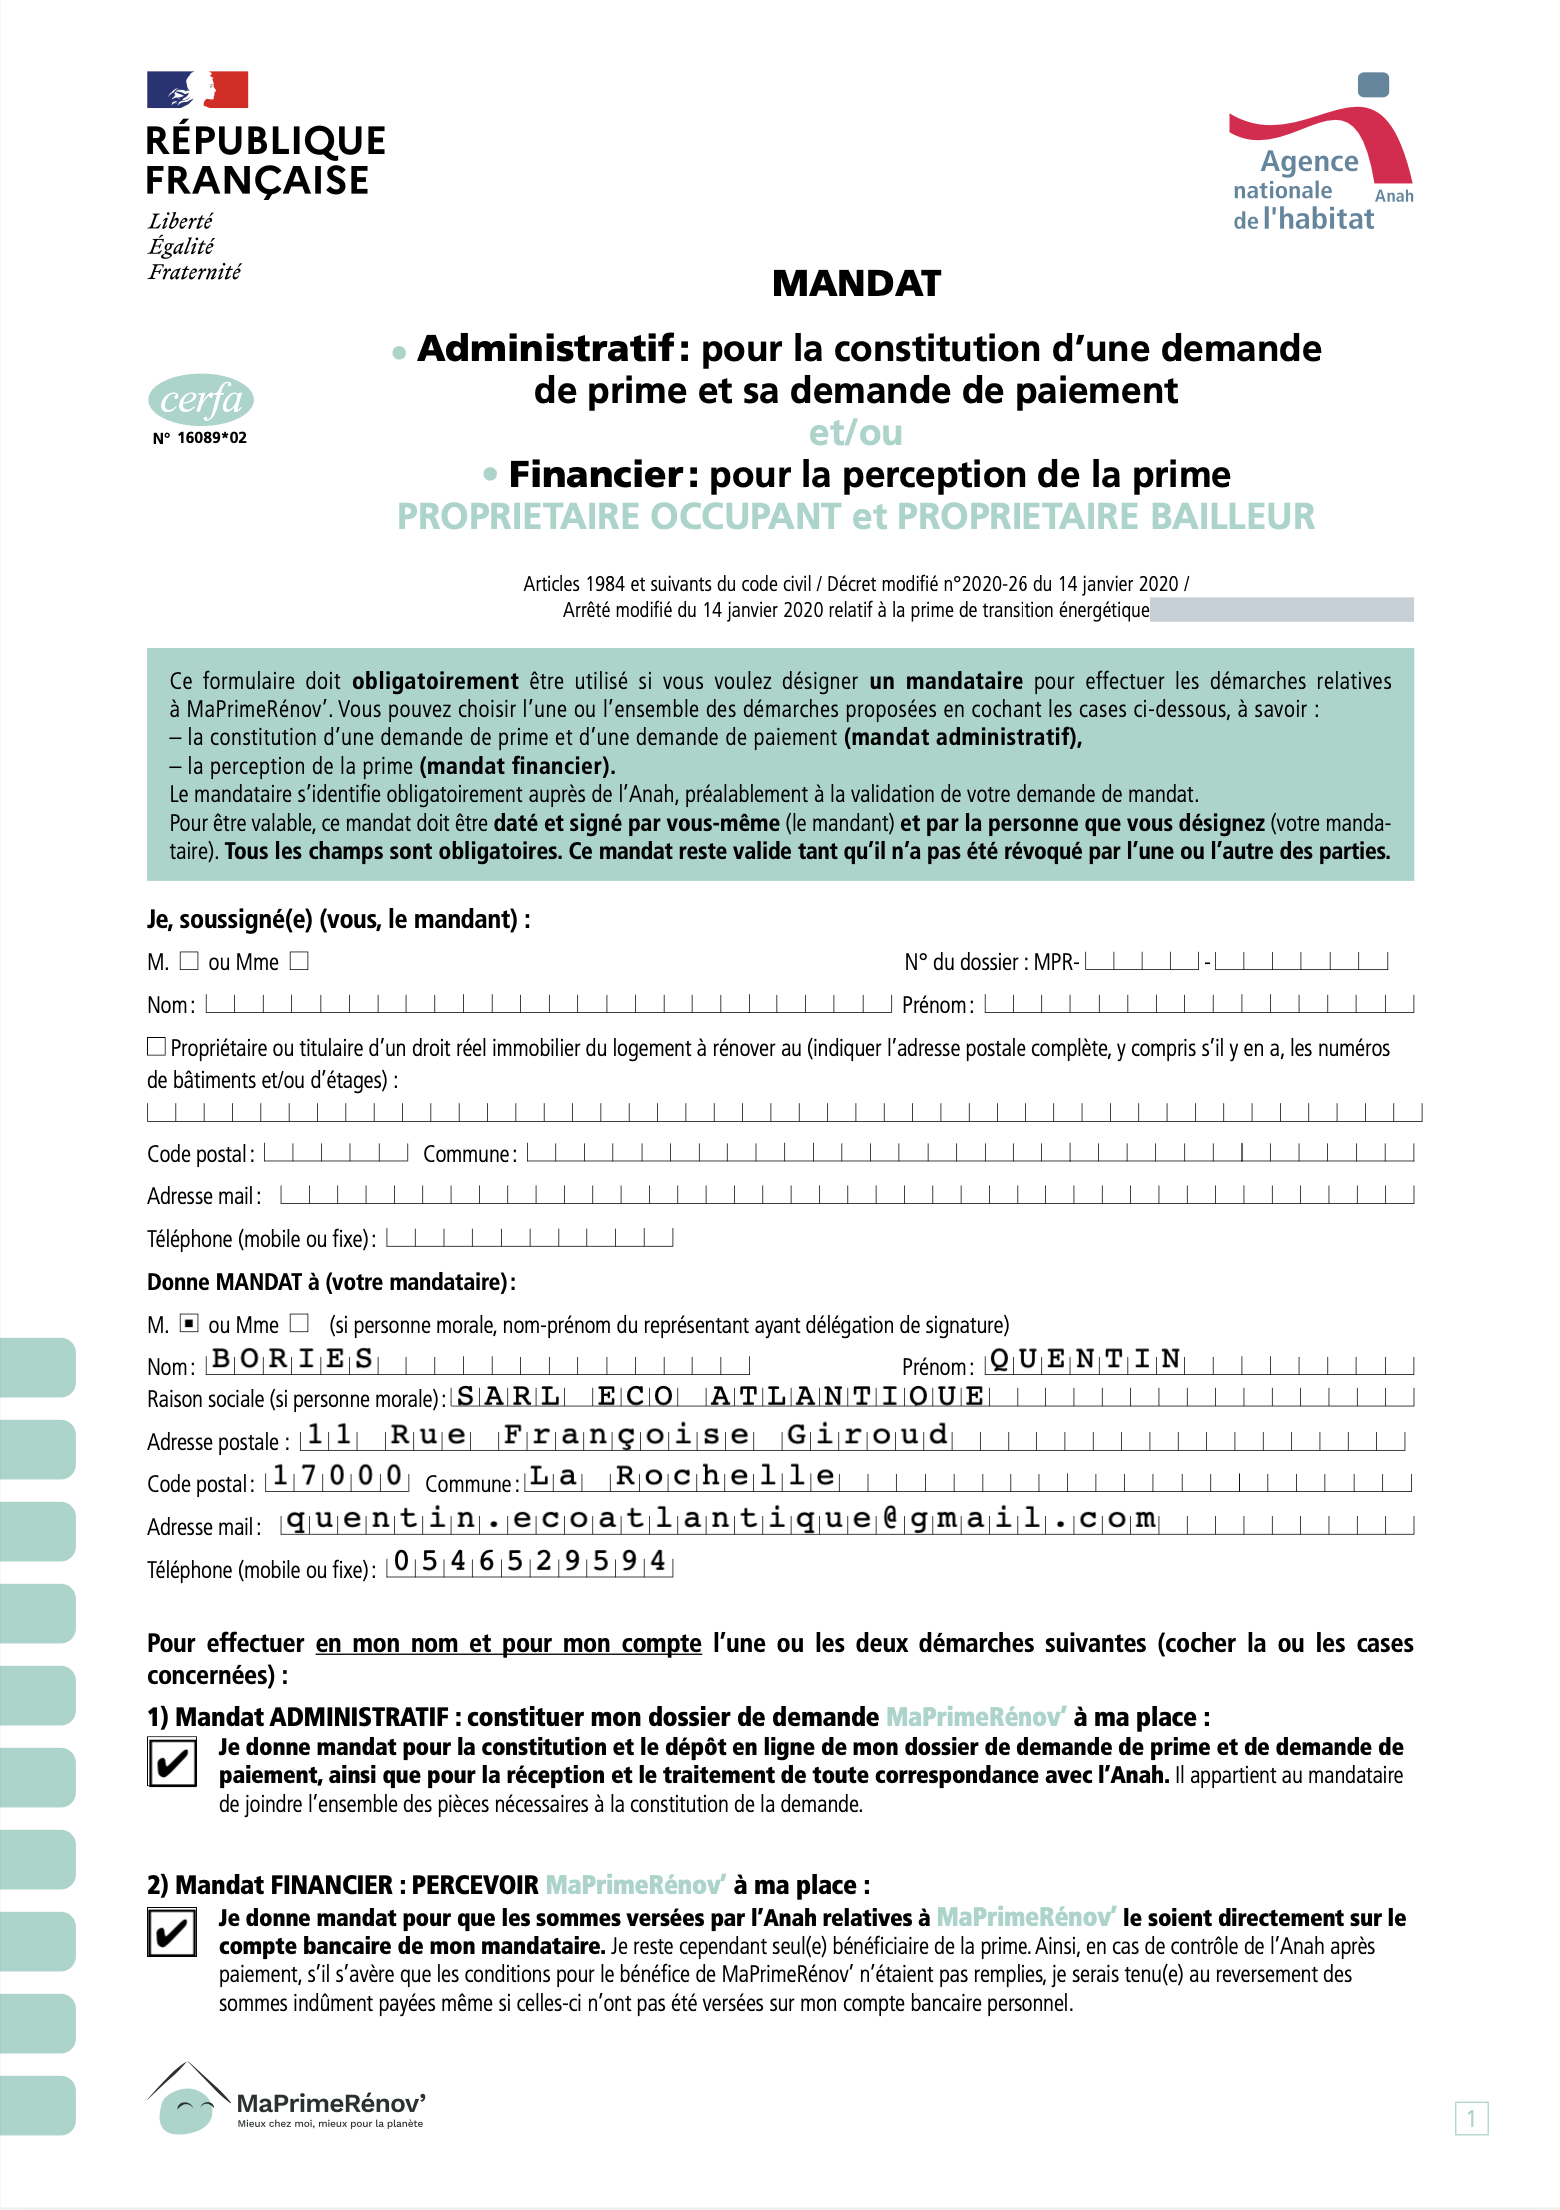 RÉPUBLIQUE
FRANÇAISE
Liberté
Égalité
Fraternité
Agence
nationale
de l'habitat
Anah
MANDAT
• Administratif : pour la constitution d’une demande
de prime et sa demande de paiement
et/ou
• Financier : pour la perception de la prime
PROPRIETAIRE OCCUPANT et PROPRIETAIRE BAILLEUR
cerfa
N° 16089*02
Articles 1984 et suivants du code civil / Décret modifié n°2020-26 du 14 janvier 2020 /
Arrêté modifié du 14 janvier 2020 relatif à la prime de transition énergétique
Ce formulaire doit obligatoirement être utilisé si vous voulez désigner un mandataire pour effectuer les démarches relatives
à MaPrimeRénov’. Vous pouvez choisir l’une ou l’ensemble des démarches proposées en cochant les cases ci-dessous, à savoir :
– la constitution d’une demande de prime et d’une demande de paiement (mandat administratif),
– la perception de la prime (mandat financier).
Le mandataire s’identifie obligatoirement auprès de l’Anah, préalablement à la validation de votre demande de mandat.
Pour être valable, ce mandat doit être daté et signé par vous-même (le mandant) et par la personne que vous désignez (votre manda-
taire). Tous les champs sont obligatoires. Ce mandat reste valide tant qu’il n’a pas été révoqué par l’une ou l’autre des parties.
Je, soussigné(e) (vous, le mandant) :
M. ou Mme N° du dossier : MPR- -
Nom : Prénom :
Propriétaire ou titulaire d’un droit réel immobilier du logement à rénover au (indiquer l’adresse postale complète, y compris s’il y en a, les numéros
de bâtiments et/ou d’étages) :
Code postal : Commune :
Adresse mail :
Téléphone (mobile ou fixe) :
Donne MANDAT à (votre mandataire) :
M. ou Mme (si personne morale, nom-prénom du représentant ayant délégation de signature)
Nom : BORIES Prénom : QUENTIN
Raison sociale (si personne morale) : SARL ECO ATLANTIQUE
Adresse postale : 11 Rue Françoise Giroud
Code postal : 17000 Commune : La Rochelle
Adresse mail : quentin.ecoatlantique@gmail.com
Téléphone (mobile ou fixe) : 0546529594
Pour effectuer en mon nom et pour mon compte l’une ou les deux démarches suivantes (cocher la ou les cases
concernées) :
1) Mandat ADMINISTRATIF : constituer mon dossier de demande MaPrimeRénov’ à ma place :
Je donne mandat pour la constitution et le dépôt en ligne de mon dossier de demande de prime et de demande de
paiement, ainsi que pour la réception et le traitement de toute correspondance avec l’Anah. Il appartient au mandataire
de joindre l’ensemble des pièces nécessaires à la constitution de la demande.
2) Mandat FINANCIER : PERCEVOIR MaPrimeRénov’ à ma place :
Je donne mandat pour que les sommes versées par l’Anah relatives à MaPrimeRénov’ le soient directement sur le
compte bancaire de mon mandataire. Je reste cependant seul(e) bénéficiaire de la prime. Ainsi, en cas de contrôle de l’Anah après
paiement, s’il s’avère que les conditions pour le bénéfice de MaPrimeRénov’ n’étaient pas remplies, je serais tenu(e) au reversement des
sommes indûment payées même si celles-ci n’ont pas été versées sur mon compte bancaire personnel.
MaPrimeRénov’
Mieux chez moi, mieux pour la planète
1